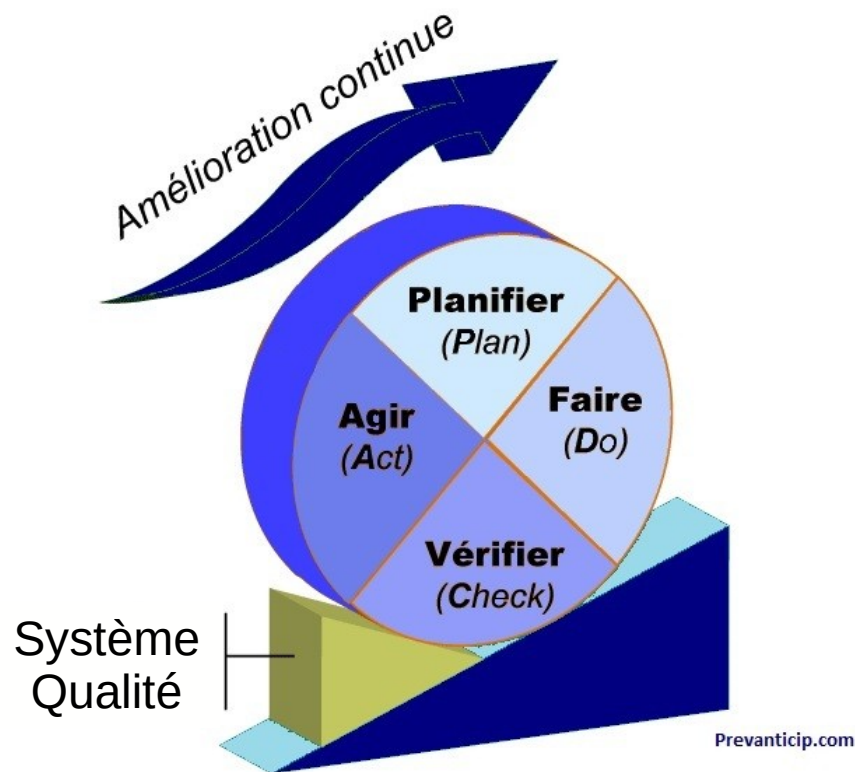 Amélioration continue
Planifier
(Plan)
Faire
(Do)
Agir
(Act)
Vérifier
(Check)
Système
Qualité
Prevanticip.com